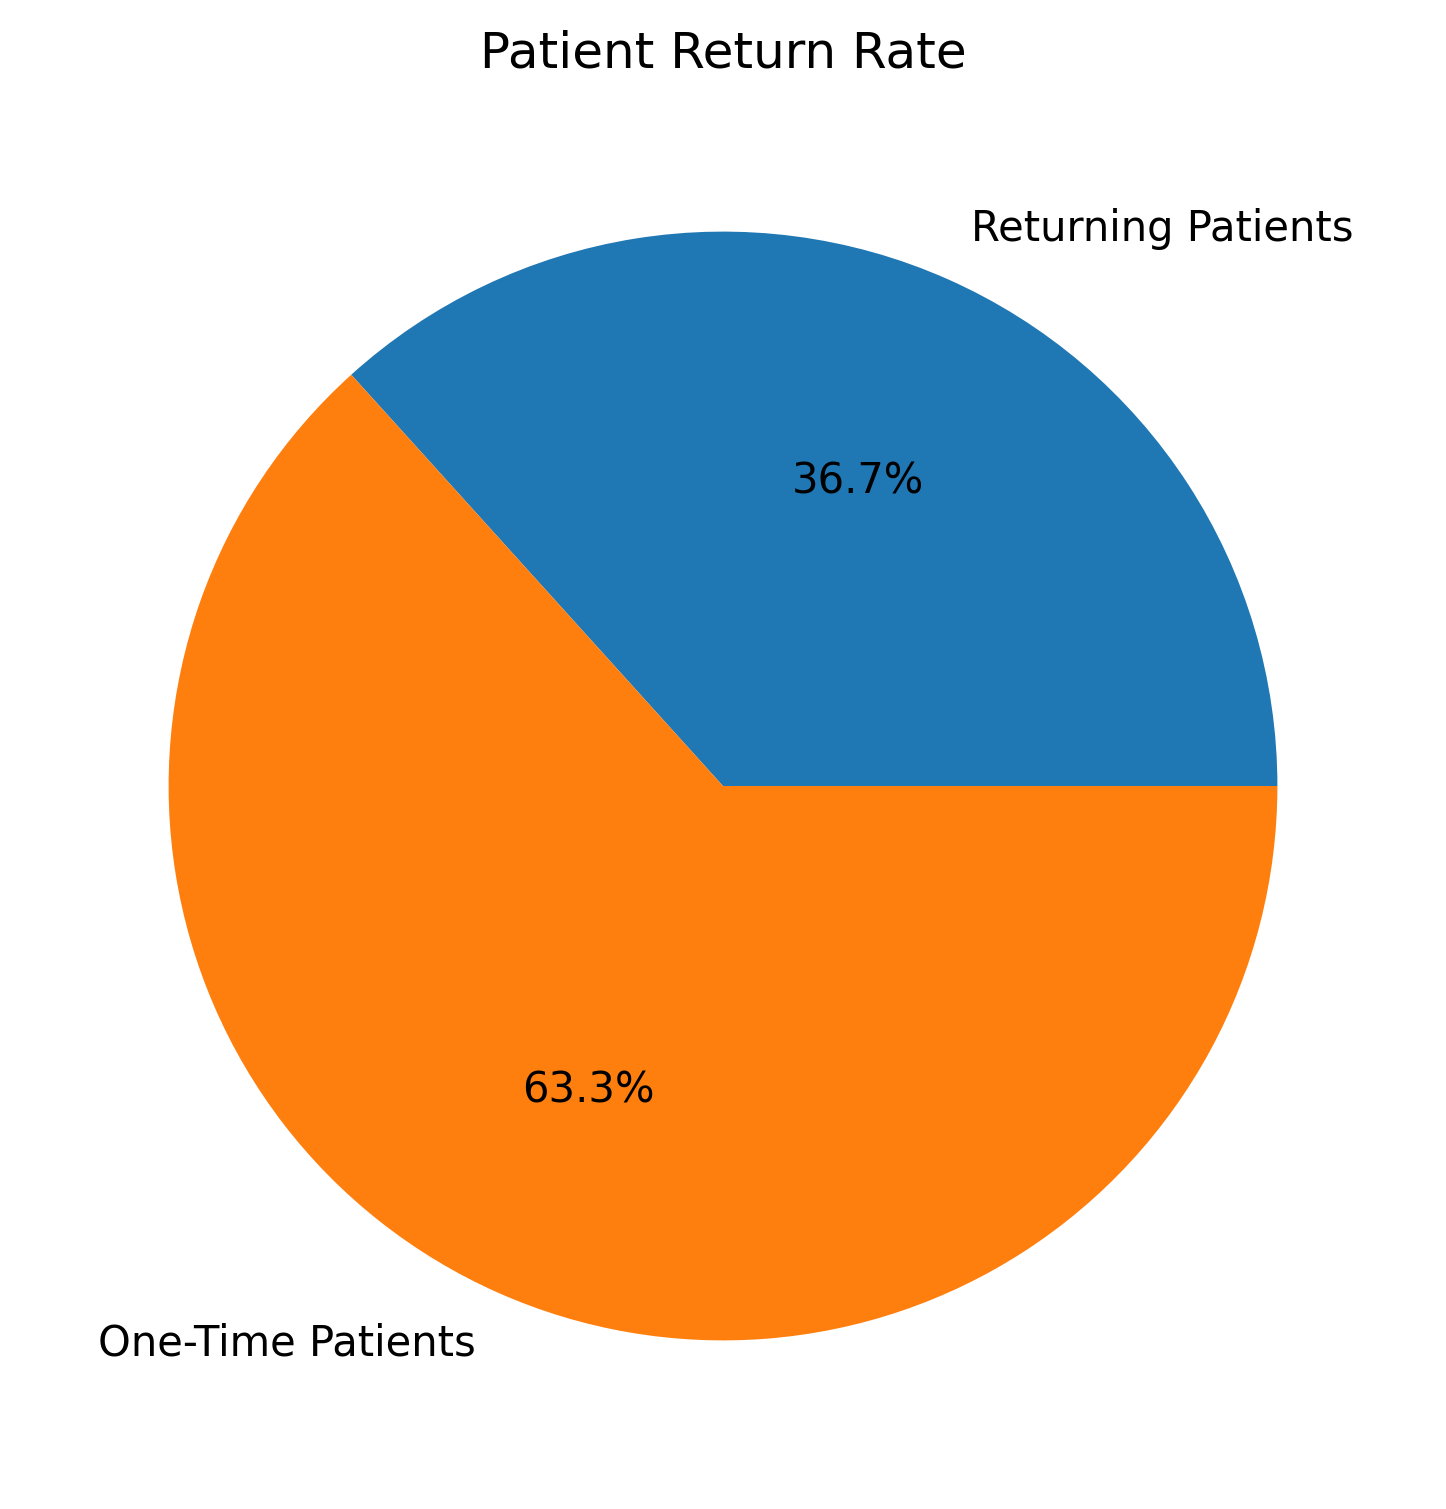 Patient Return Rate
Returning Patients
36.7%
63.3%
One-Time Patients